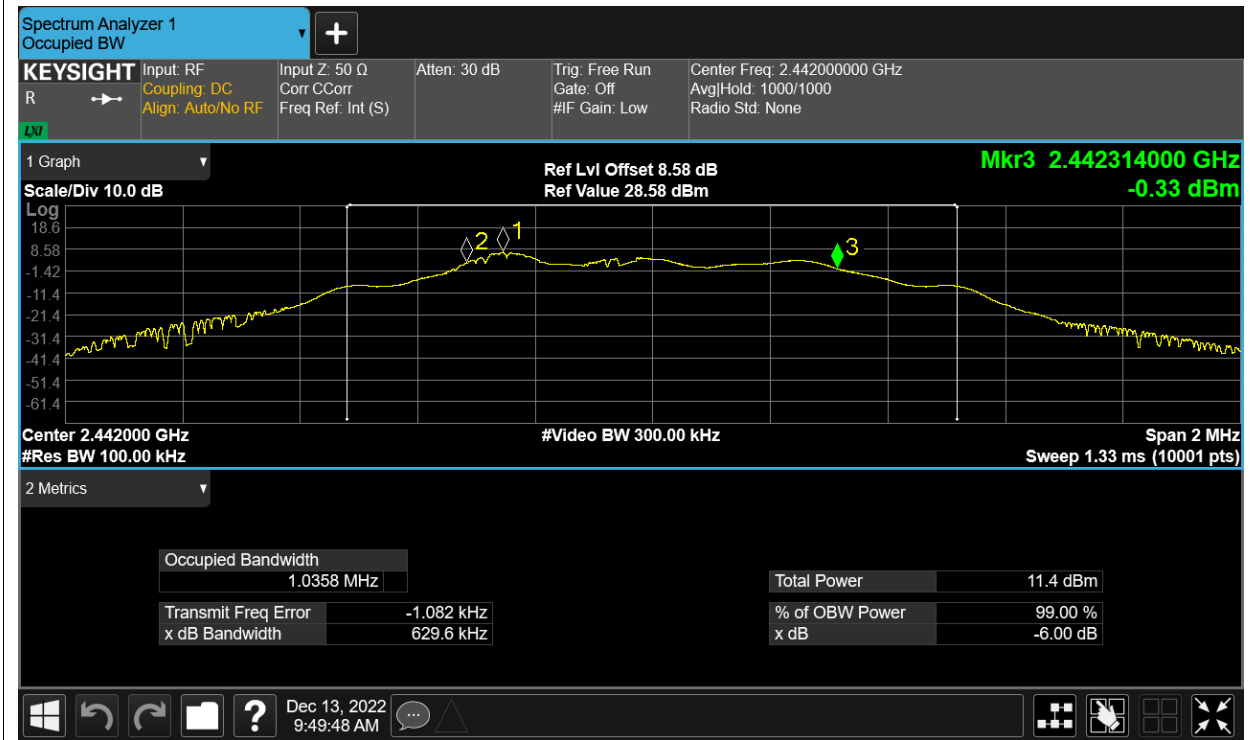 Spectrum Analyzer 1
Occupied BW
▼
+
KEYSIGHT
R
LXI
Input: RF
Coupling: DC
Align: Auto/No RF
Input Z: 50 Ω
Corr CCorr
Freq Ref: Int (S)
Atten: 30 dB
Trig: Free Run
Gate: Off
#IF Gain: Low
Center Freq: 2.442000000 GHz
Avg|Hold: 1000/1000
Radio Std: None
1 Graph
Scale/Div 10.0 dB
Ref Lvl Offset 8.58 dB
Ref Value 28.58 dBm
Mkr3 2.442314000 GHz
-0.33 dBm
Log
18.6
8.58
-1.42
-11.4
-21.4
-31.4
-41.4
-51.4
-61.4
2
1
3
Center 2.442000 GHz
#Res BW 100.00 kHz
#Video BW 300.00 kHz
Span 2 MHz
Sweep 1.33 ms (10001 pts)
2 Metrics
Occupied Bandwidth
1.0358 MHz
Transmit Freq Error -1.082 kHz
x dB Bandwidth 629.6 kHz
Total Power 11.4 dBm
% of OBW Power 99.00 %
x dB -6.00 dB
?
Dec 13, 2022
9:49:48 AM